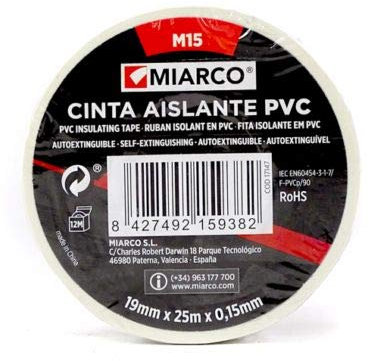 M15
MIARCO®
CINTA AISLANTE PVC
PVC INSULATING TAPE · RUBAN ISOLANT EN PVC · FITA ISOLANTE EM PVC
AUTOEXTINGUIBLE · SELF-EXTINGUISHING · AUTOEXTINGUIBLE · AUTOEXTINGUÍVEL
12M
made in China
8 427492 159382
COD 17147
IEC EN60454-3-1-7/
F-PVCp/90
RoHS
MIARCO S.L.
C/Charles Robert Darwin 18 Parque Tecnológico
46980 Paterna, Valencia · España
(+34) 963 177 700
www.miarco.com
19mm x 25m x 0,15mm